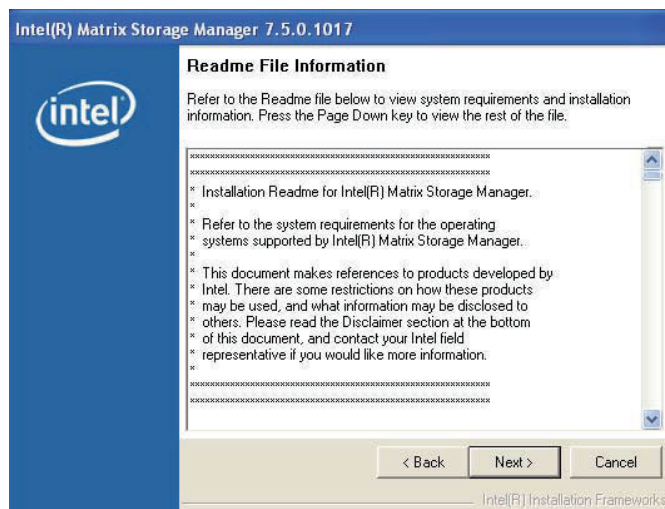 Intel(R) Matrix Storage Manager 7.5.0.1017
intel
Readme File Information
Refer to the Readme file below to view system requirements and installation
information. Press the Page Down key to view the rest of the file.
************************************************************
************************************************************
* Installation Readme for Intel(R) Matrix Storage Manager.
*
* Refer to the system requirements for the operating
* systems supported by Intel(R) Matrix Storage Manager.
*
* This document makes references to products developed by
* Intel. There are some restrictions on how these products
* may be used, and what information may be disclosed to
* others. Please read the Disclaimer section at the bottom
* of this document, and contact your Intel field
* representative if you would like more information.
*
************************************************************
************************************************************
< Back Next > Cancel
Intel(R) Installation Frameworks